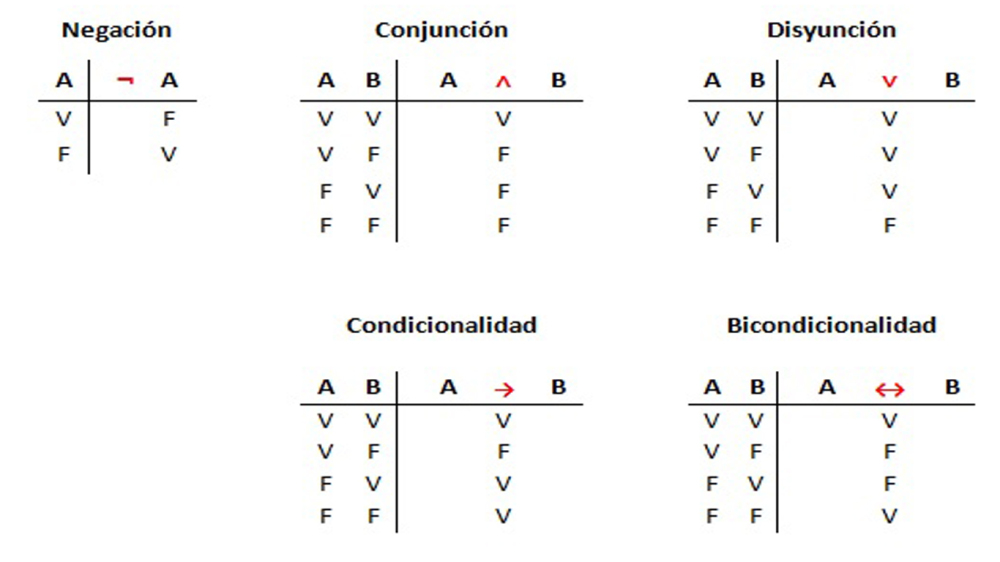 Negación
A ¬ A
V F
F V
Conjunción
A B A ∧ B
V V V
V F F
F V F
F F F
Disyunción
A B A ∨ B
V V V
V F V
F V V
F F F
Condicionalidad
A B A → B
V V V
V F F
F V V
F F V
Bicondicionalidad
A B A ↔ B
V V V
V F F
F V F
F F V